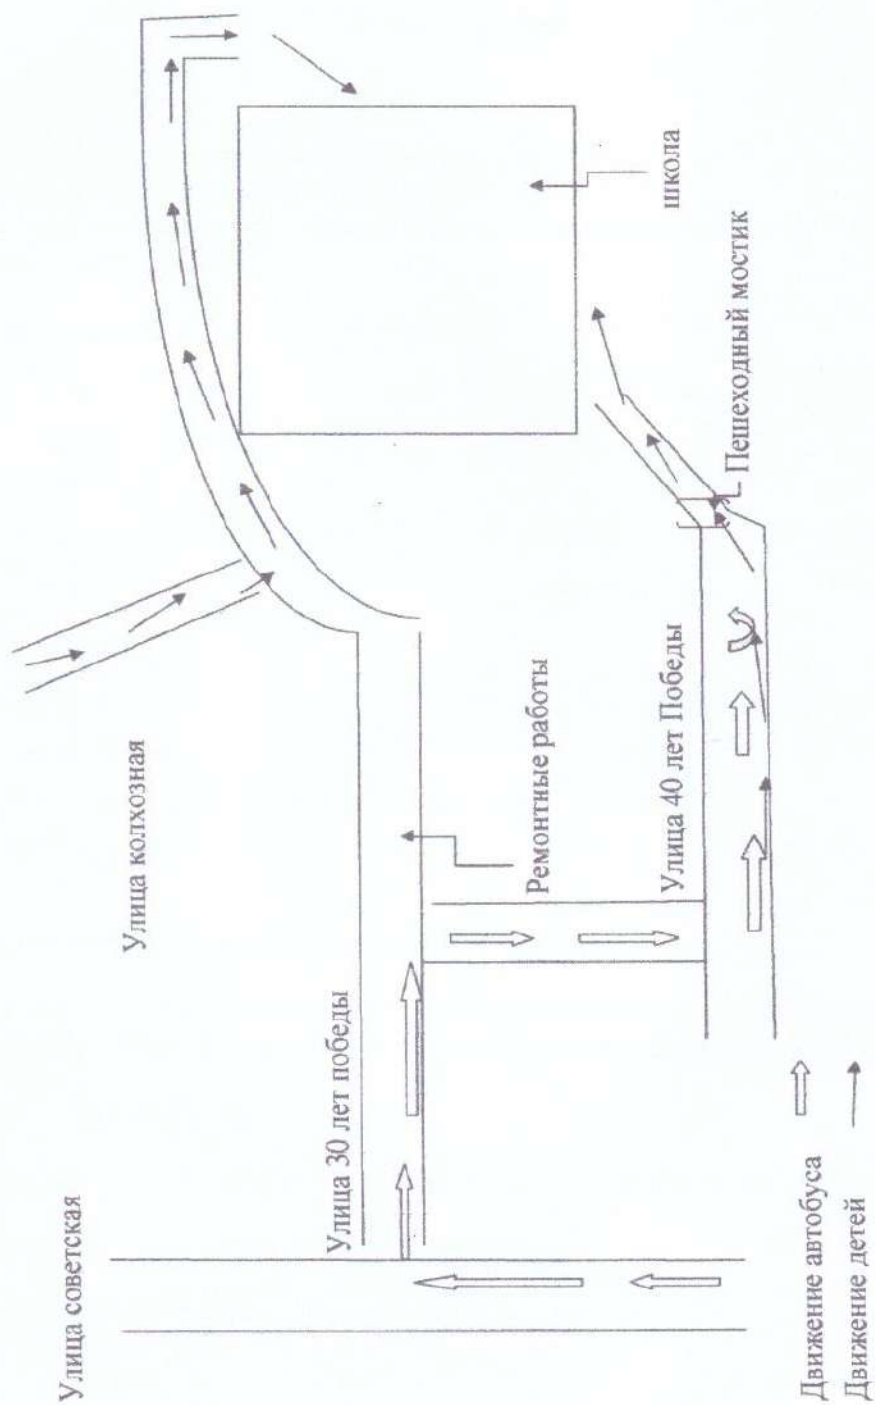 Улица советская
Улица 30 лет победы
Улица колхозная
Ремонтные работы
Улица 40 лет Победы
школа
Пешеходный мостик
Движение автобуса
Движение детей